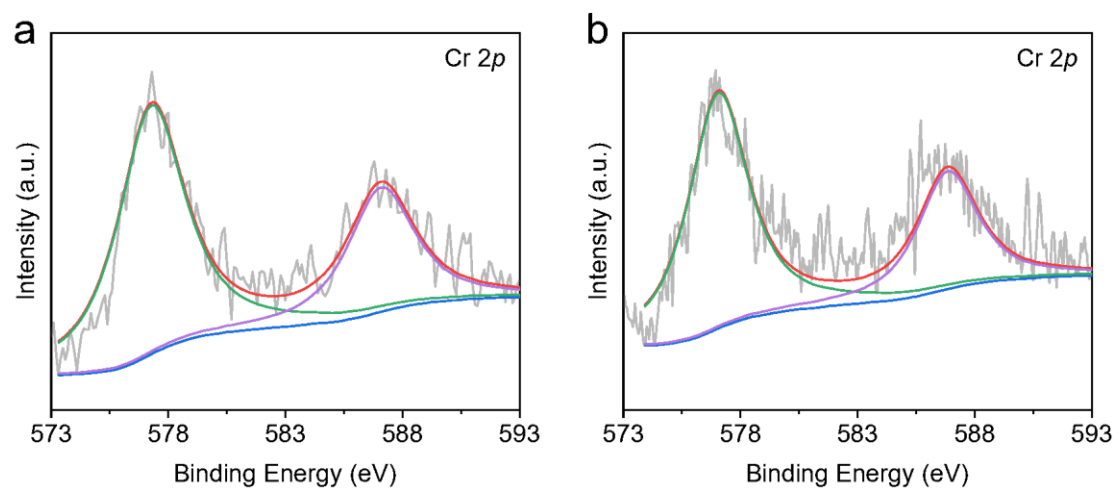 a
Cr 2p
Intensity (a.u.)
573 578 583 588 593
Binding Energy (eV)
b
Cr 2p
Intensity (a.u.)
573 578 583 588 593
Binding Energy (eV)